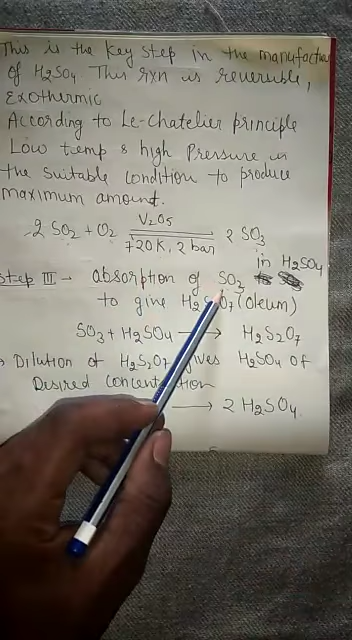 This is the key step in the manufactur
of H₂SO₄ This rxn is reversible,
Exothermic
According to Le-Chatelier principle
Low temp & high Pressure in
the suitable condition to produce
maximum amount.
2 SO₂ + O₂ ⇌ 2 SO₃
V₂O₅
720K, 2 bar
Step III - absorption of SO₃ in H₂SO₄
to give H₂S₂O₇ (oleum)
SO₃ + H₂SO₄ → H₂S₂O₇
Dilution of H₂S₂O₇ gives H₂SO₄ of
Desired concentration
→ 2 H₂SO₄